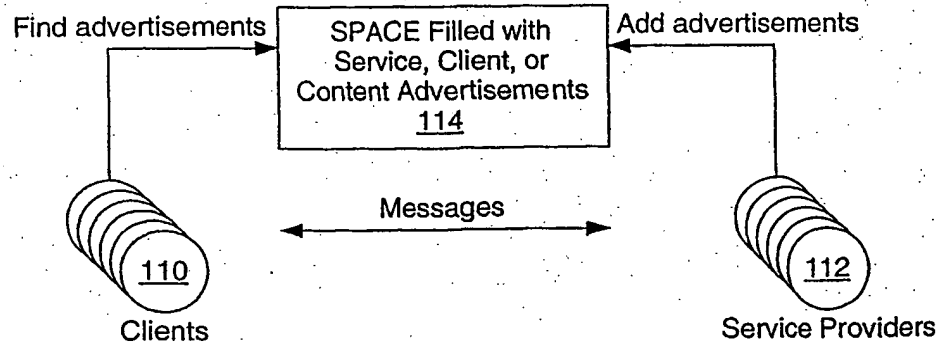 Find advertisements
SPACE Filled with
Service, Client, or
Content Advertisements
114
Add advertisements
Messages
110
Clients
112
Service Providers